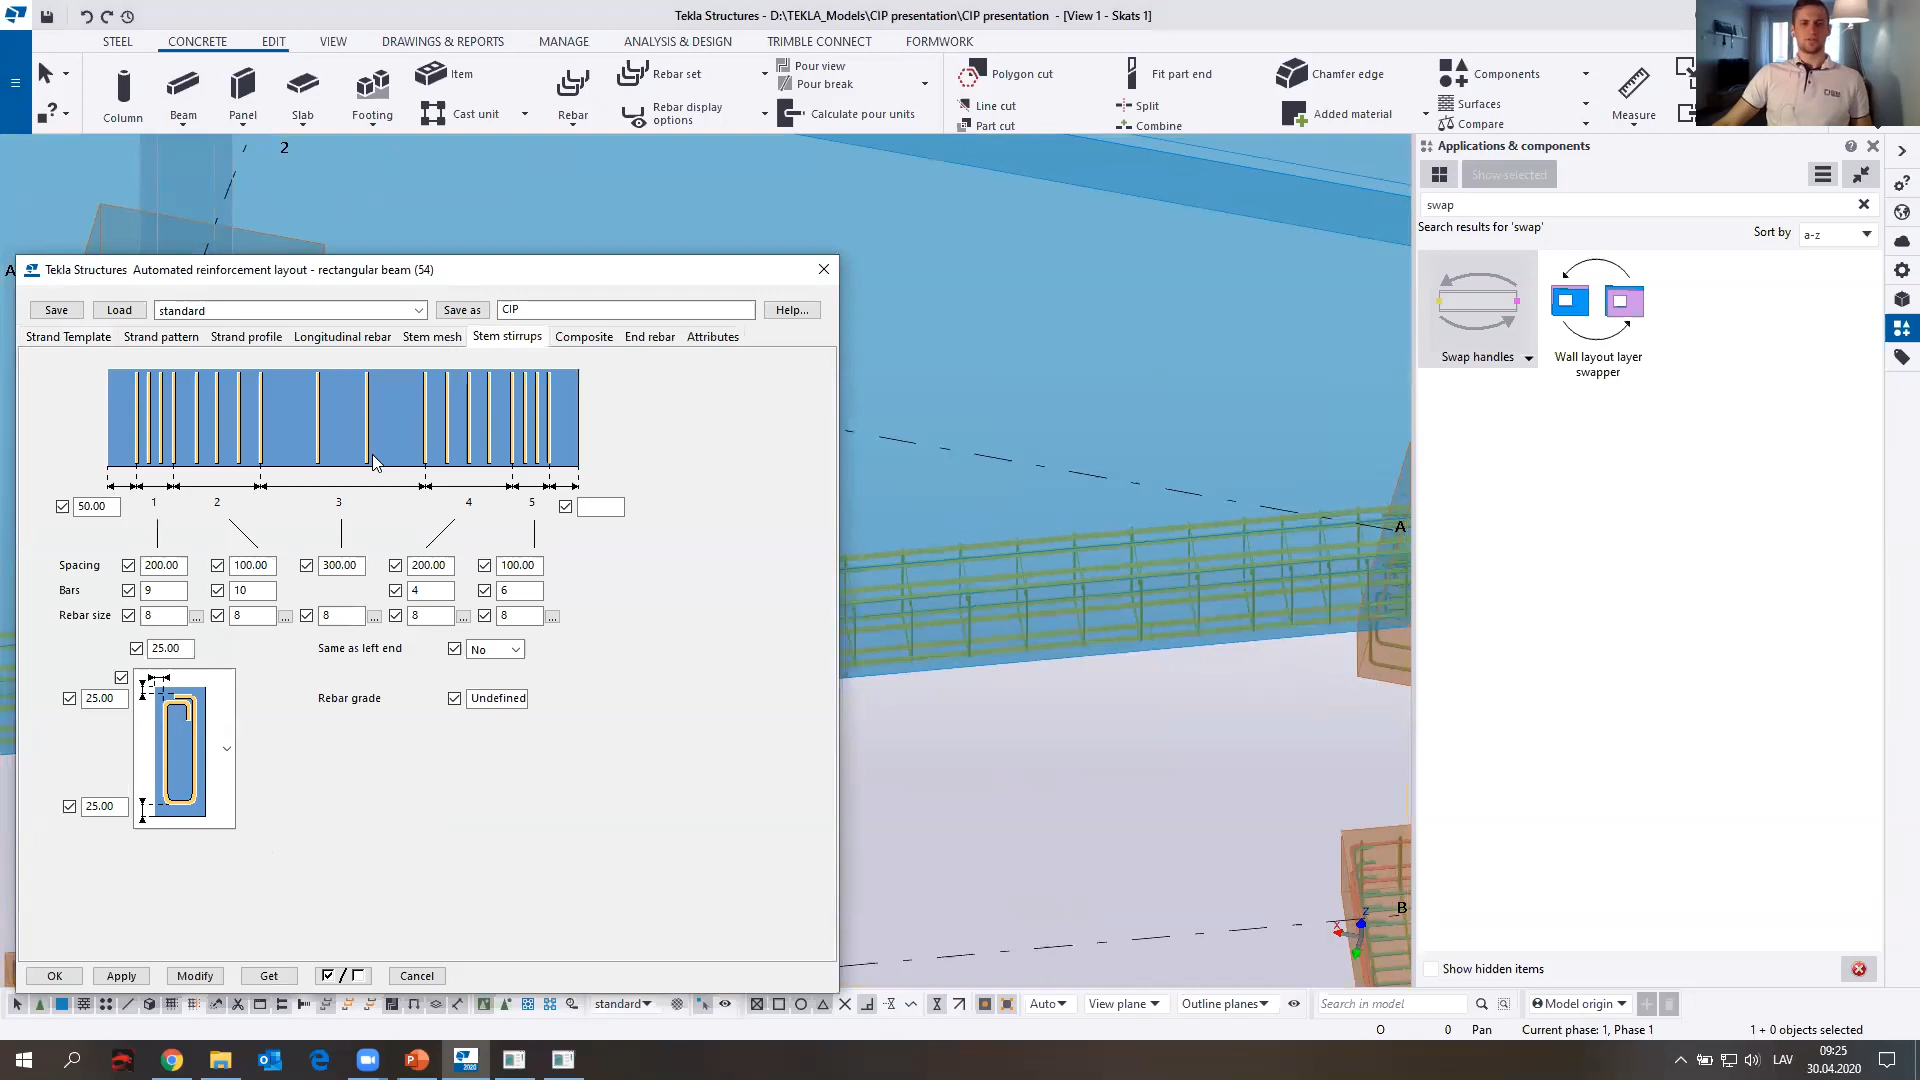 Tekla Structures - D:\TEKLA_Models\CIP presentation\CIP presentation - [View 1 - Skats 1]
STEEL CONCRETE EDIT VIEW DRAWINGS & REPORTS MANAGE ANALYSIS & DESIGN TRIMBLE CONNECT FORMWORK
Column
Beam
Panel
Slab
Footing
Item
Cast unit
Rebar
Rebar set
Rebar display options
Pour view
Pour break
Calculate pour units
Polygon cut
Line cut
Part cut
Fit part end
Split
Combine
Chamfer edge
Added material
Components
Surfaces
Compare
Measure
2
A
A
B
Z
X
Applications & components
Show selected
swap
Search results for 'swap'
Sort by a-z
Swap handles
Wall layout layer swapper
Show hidden items
Tekla Structures Automated reinforcement layout - rectangular beam (54)
Save Load standard Save as CIP Help...
Strand Template Strand pattern Strand profile Longitudinal rebar Stem mesh Stem stirrups Composite End rebar Attributes
50.00 1 2 3 4 5
Spacing 200.00 100.00 300.00 200.00 100.00
Bars 9 10 4 6
Rebar size 8 ... 8 ... 8 ... 8 ... 8 ...
25.00 Same as left end No
25.00 Rebar grade Undefined
25.00
OK Apply Modify Get / Cancel
standard Auto View plane Outline planes Search in model Model origin
O 0 Pan Current phase: 1, Phase 1 1 + 0 objects selected
2020
LAV
09:25
30.04.2020